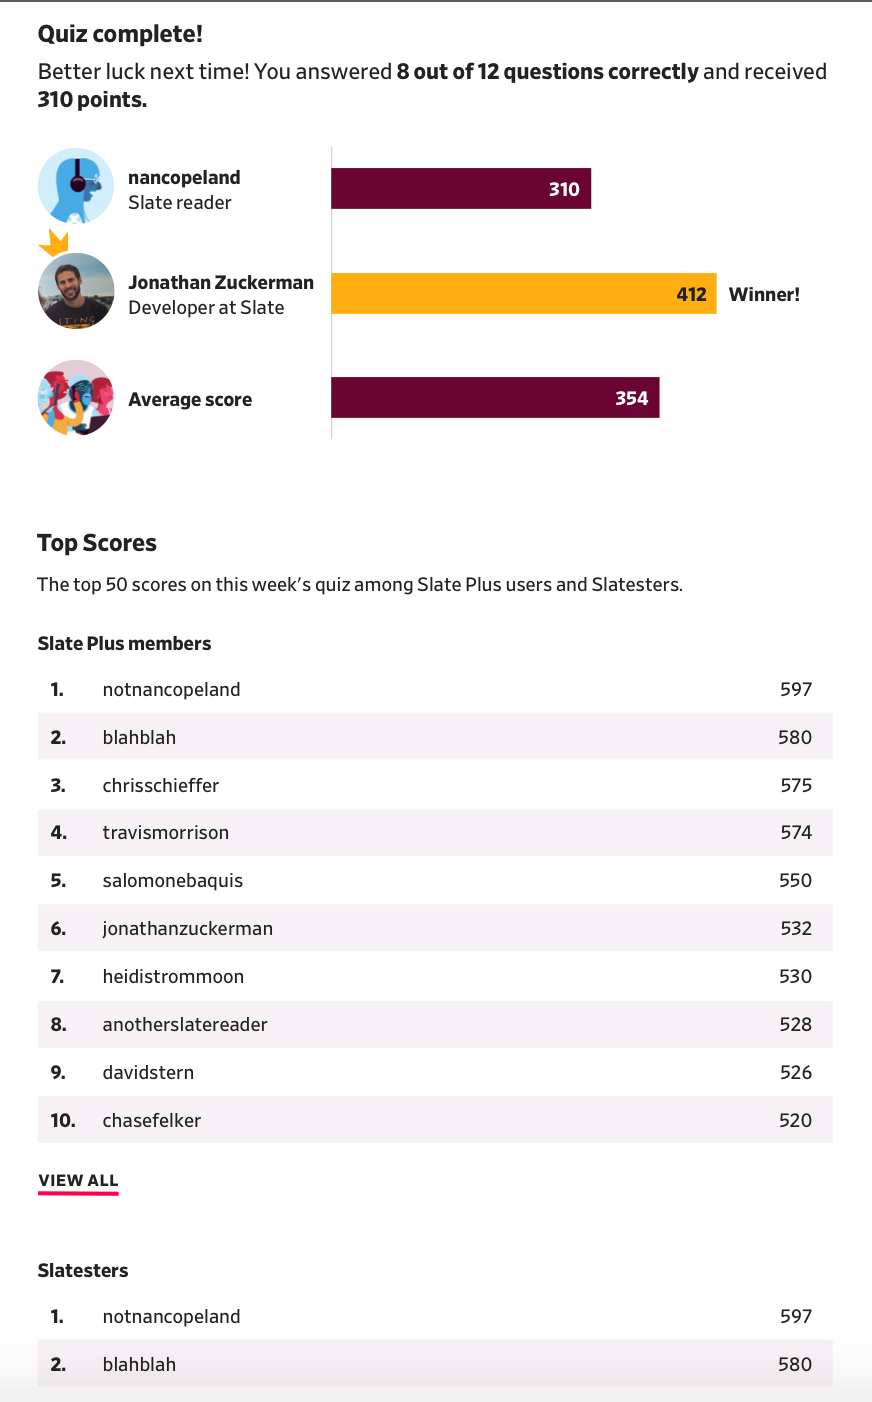 Quiz complete!
Better luck next time! You answered 8 out of 12 questions correctly and received
310 points.
nancopeland
Slate reader
310
Jonathan Zuckerman
Developer at Slate
412 Winner!
STING
Average score
354
Top Scores
The top 50 scores on this week's quiz among Slate Plus users and Slatesters.
Slate Plus members
1. notnancopeland 597
2. blahblah 580
3. chrisschieffer 575
4. travismorrison 574
5. salomonebaquis 550
6. jonathanzuckerman 532
7. heidistrommoon 530
8. anotherslatereader 528
9. davidstern 526
10. chasefelker 520
VIEW ALL
Slatesters
1. notnancopeland 597
2. blahblah 580